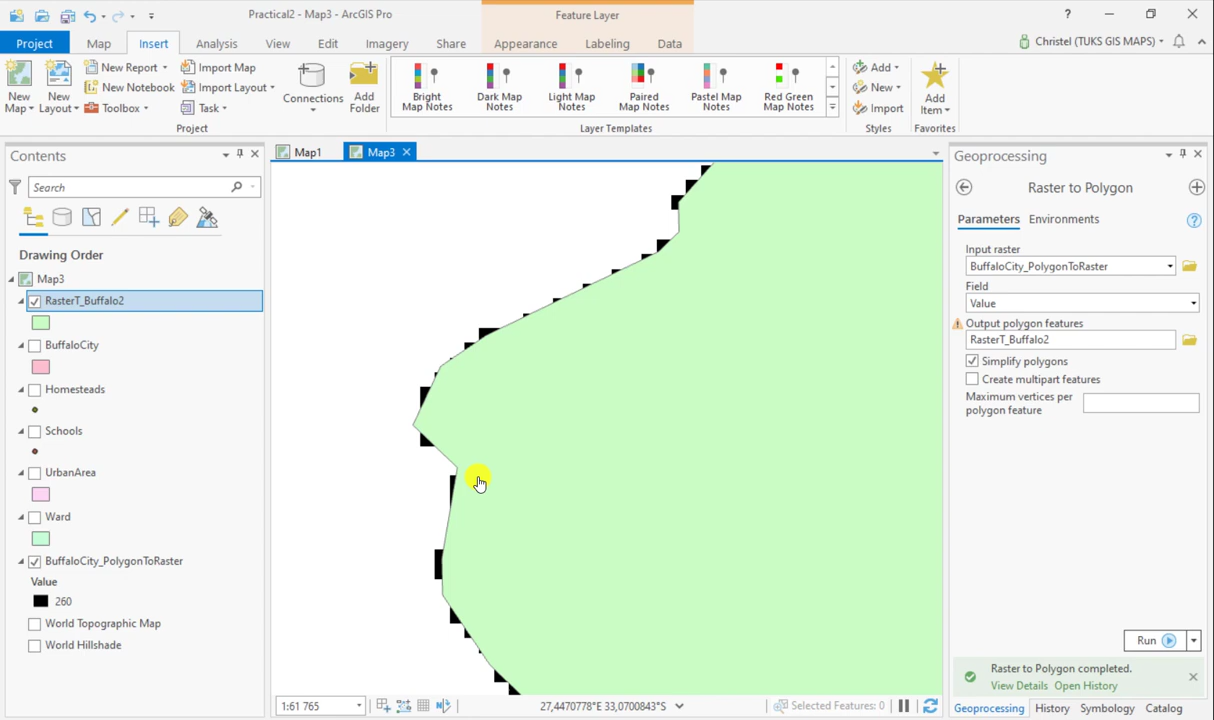 Practical2 - Map3 - ArcGIS Pro
Feature Layer
?
Project
Map
Insert
Analysis
View
Edit
Imagery
Share
Appearance
Labeling
Data
Christel (TUKS GIS MAPS)
New Map
New Layout
New Report
New Notebook
Toolbox
Import Map
Import Layout
Task
Connections
Add Folder
Project
Bright Map Notes
Dark Map Notes
Light Map Notes
Paired Map Notes
Pastel Map Notes
Red Green Map Notes
Layer Templates
Add
New
Import
Styles
Add Item
Favorites
Contents
Search
Drawing Order
Map3
RasterT_Buffalo2
BuffaloCity
Homesteads
Schools
UrbanArea
Ward
BuffaloCity_PolygonToRaster
Value
260
World Topographic Map
World Hillshade
Map1
Map3
1:61 765
27,4470778°E 33,0700843°S
Selected Features: 0
Geoprocessing
Raster to Polygon
Parameters
Environments
?
Input raster
BuffaloCity_PolygonToRaster
Field
Value
Output polygon features
RasterT_Buffalo2
Simplify polygons
Create multipart features
Maximum vertices per
polygon feature
Run
Raster to Polygon completed.
View Details
Open History
Geoprocessing
History
Symbology
Catalog